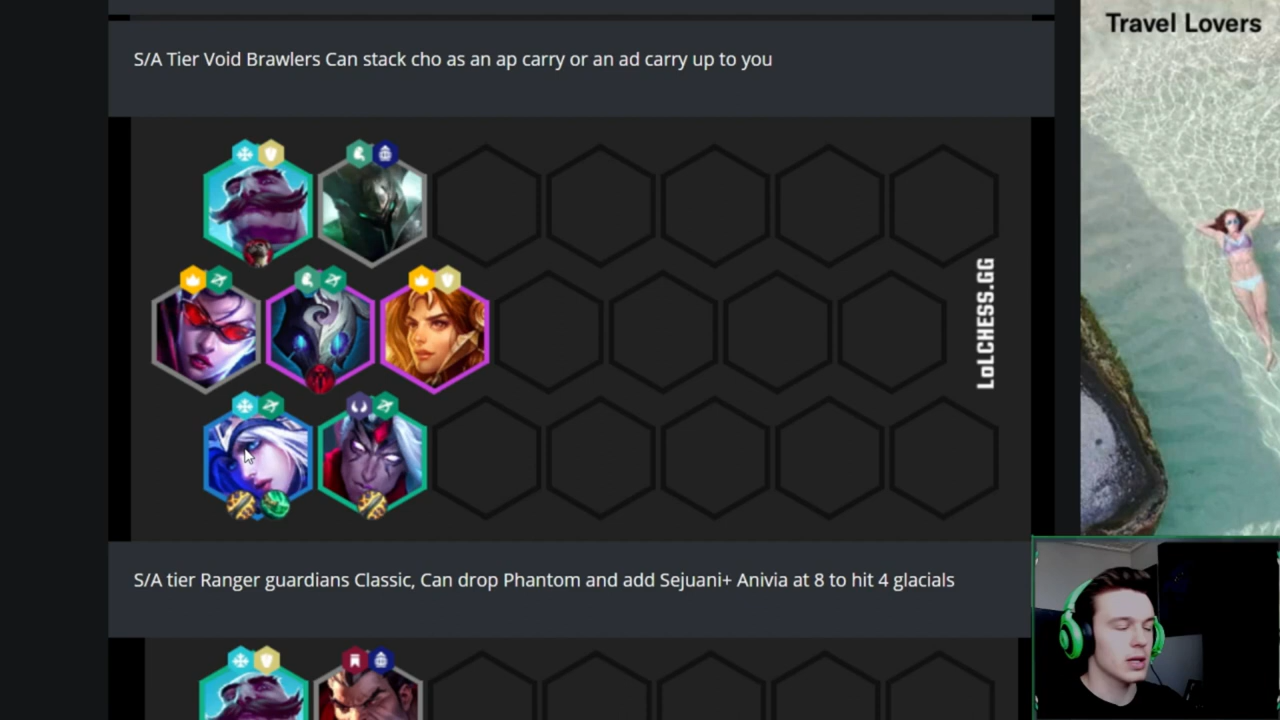 Travel Lovers
S/A Tier Void Brawlers Can stack cho as an ap carry or an ad carry up to you
LoLCHESS.GG
S/A tier Ranger guardians Classic, Can drop Phantom and add Sejuani+ Anivia at 8 to hit 4 glacials